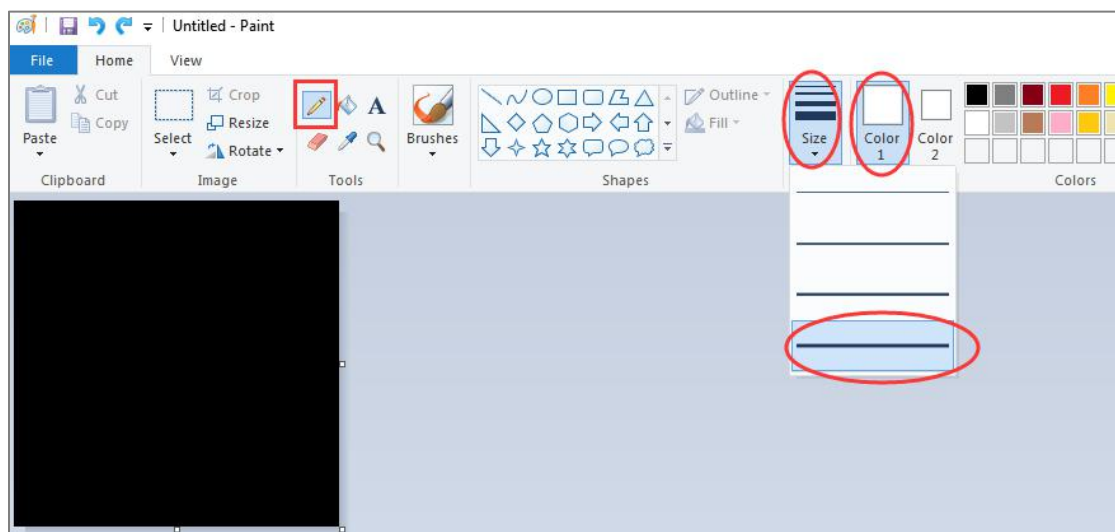 Untitled - Paint
File Home View
Cut
Copy
Paste
Clipboard
Select
Crop
Resize
Rotate
Image
A
Tools
Brushes
Outline
Fill
Shapes
Size
Color
1
Color
2
Colors